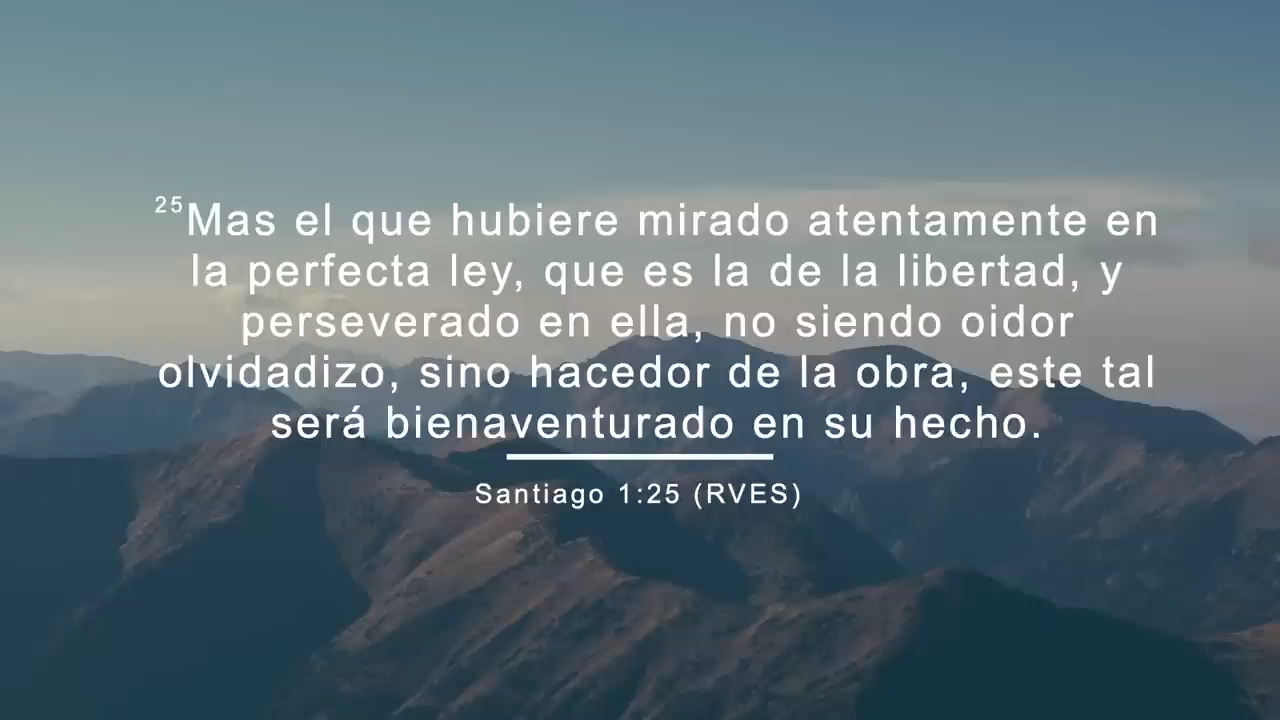 25Mas el que hubiere mirado atentamente en
la perfecta ley, que es la de la libertad, y
perseverado en ella, no siendo oidor
olvidadizo, sino hacedor de la obra, este tal
será bienaventurado en su hecho.
Santiago 1:25 (RVES)